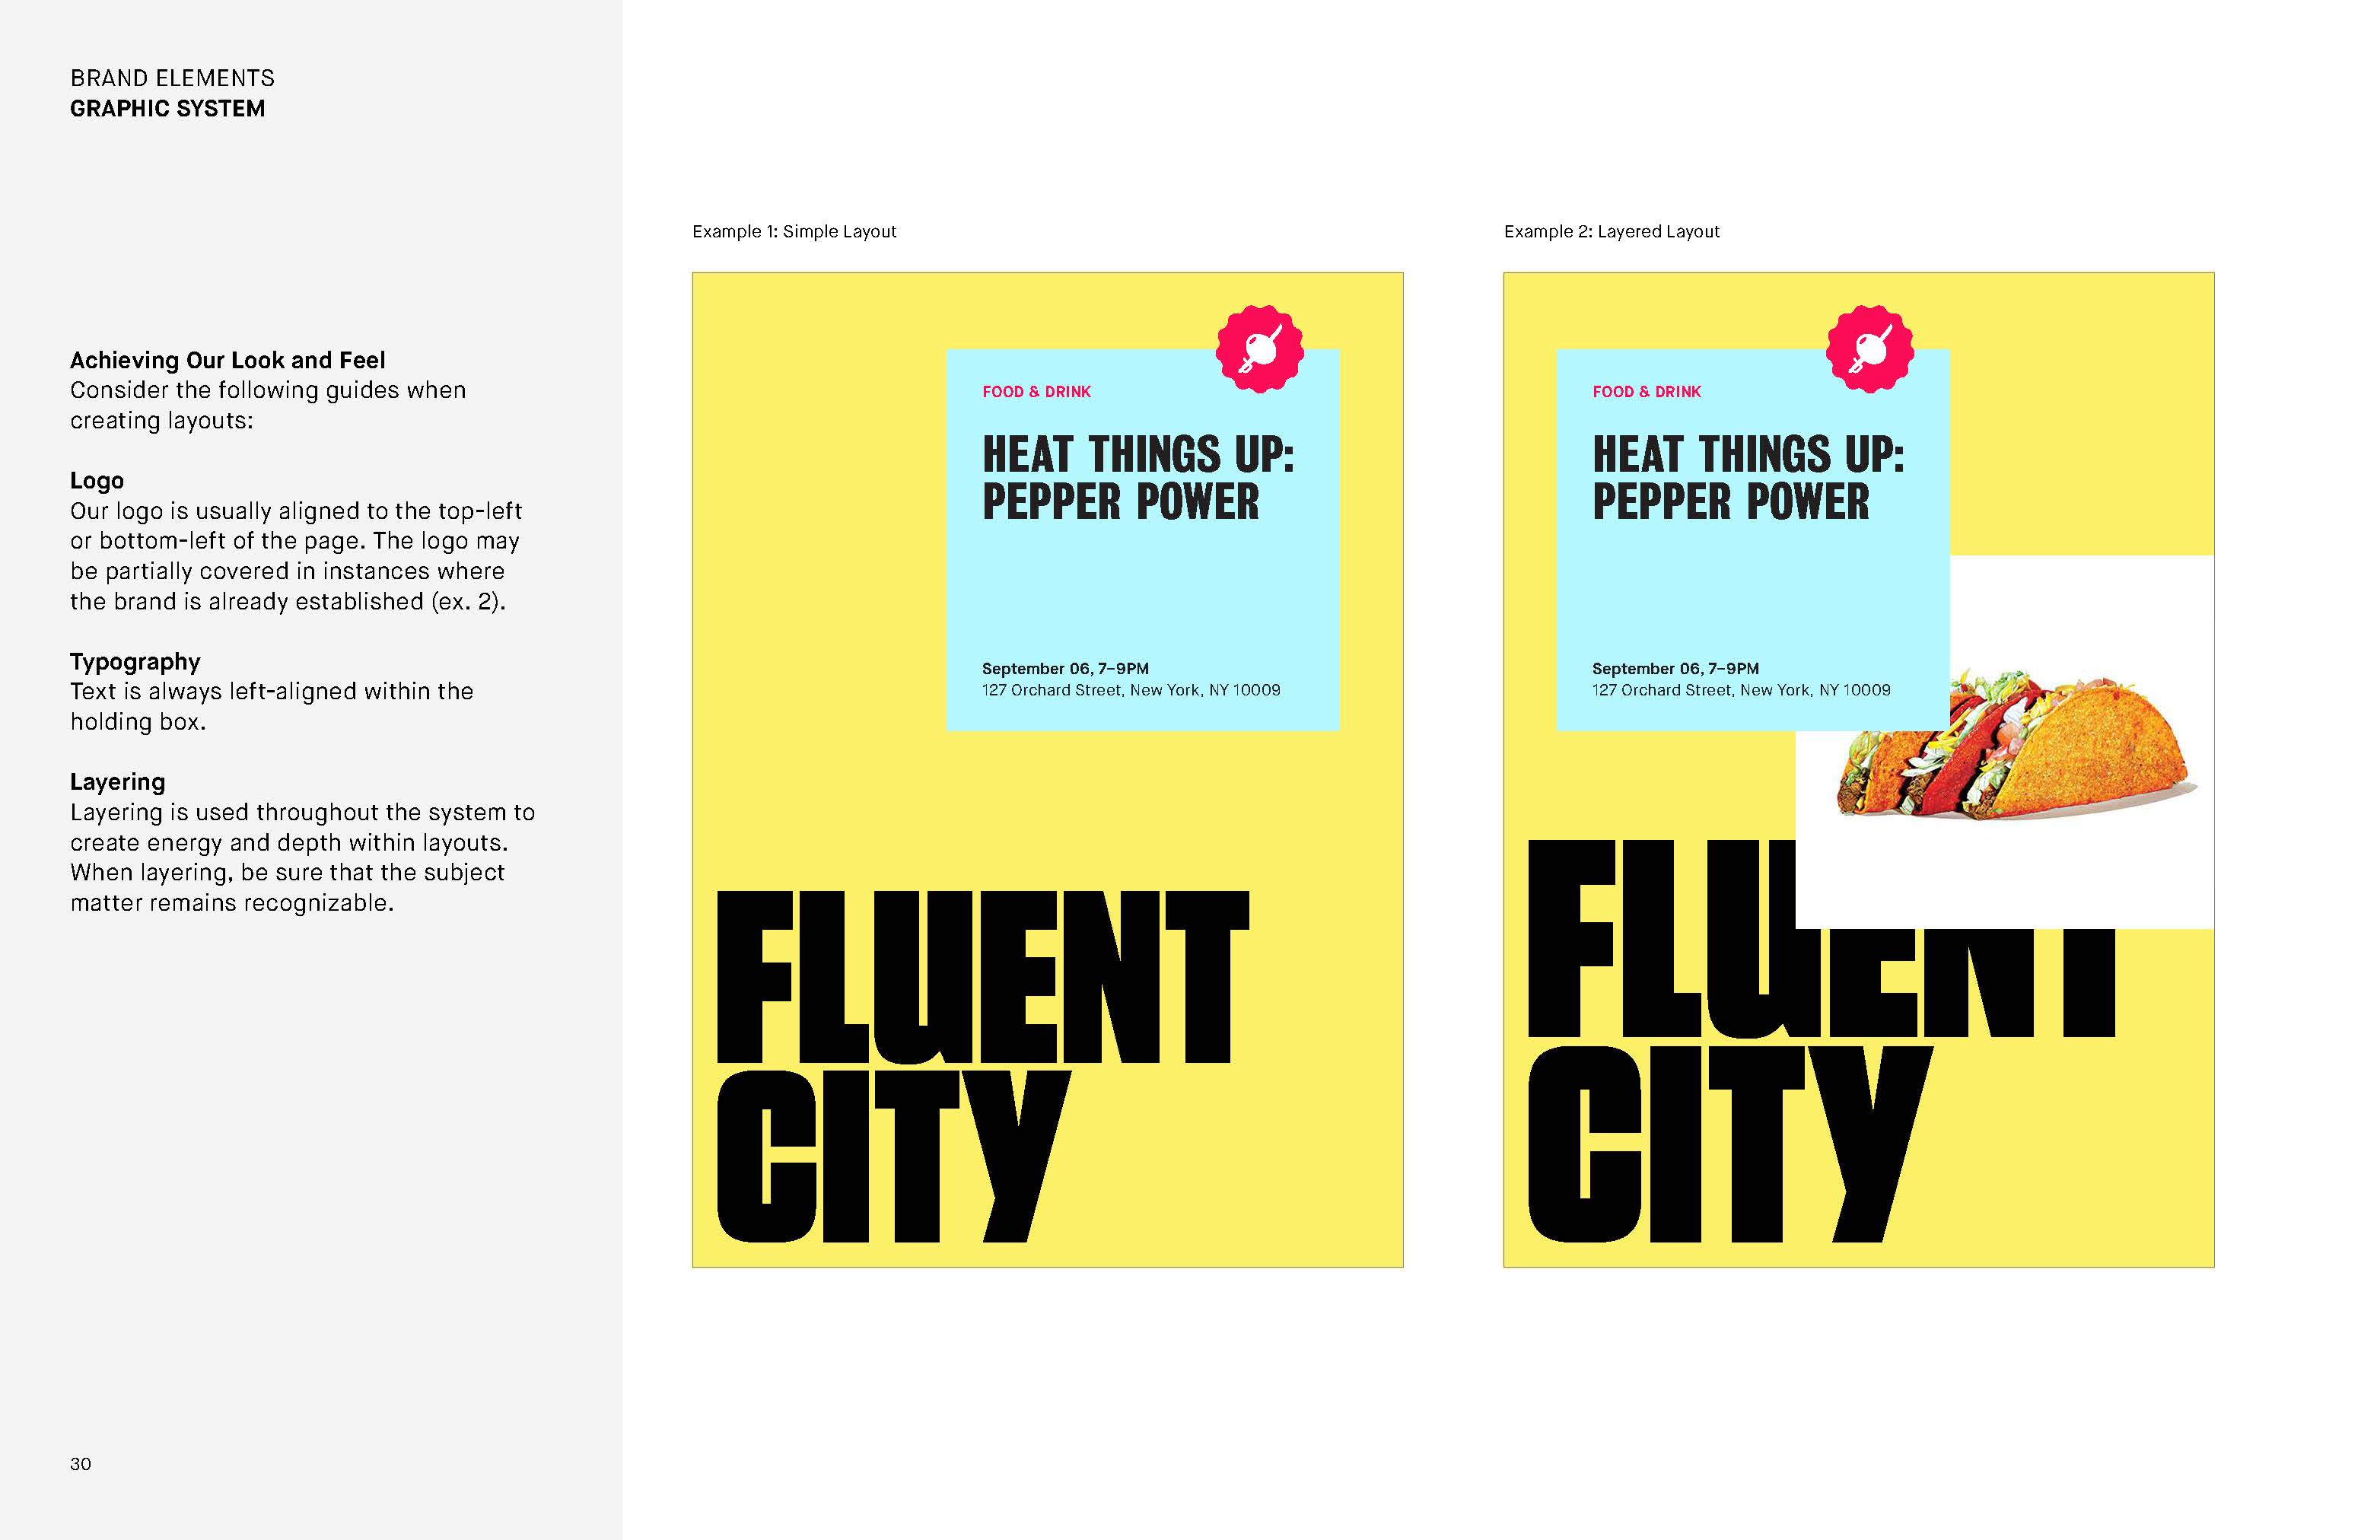 BRAND ELEMENTS
GRAPHIC SYSTEM
Achieving Our Look and Feel
Consider the following guides when
creating layouts:
Logo
Our logo is usually aligned to the top-left
or bottom-left of the page. The logo may
be partially covered in instances where
the brand is already established (ex. 2).
Typography
Text is always left-aligned within the
holding box.
Layering
Layering is used throughout the system to
create energy and depth within layouts.
When layering, be sure that the subject
matter remains recognizable.
30
Example 1: Simple Layout
FOOD & DRINK
HEAT THINGS UP:
PEPPER POWER
September 06, 7–9PM
127 Orchard Street, New York, NY 10009
FLUENT
CITY
Example 2: Layered Layout
FOOD & DRINK
HEAT THINGS UP:
PEPPER POWER
September 06, 7–9PM
127 Orchard Street, New York, NY 10009
FLUENT
CITY